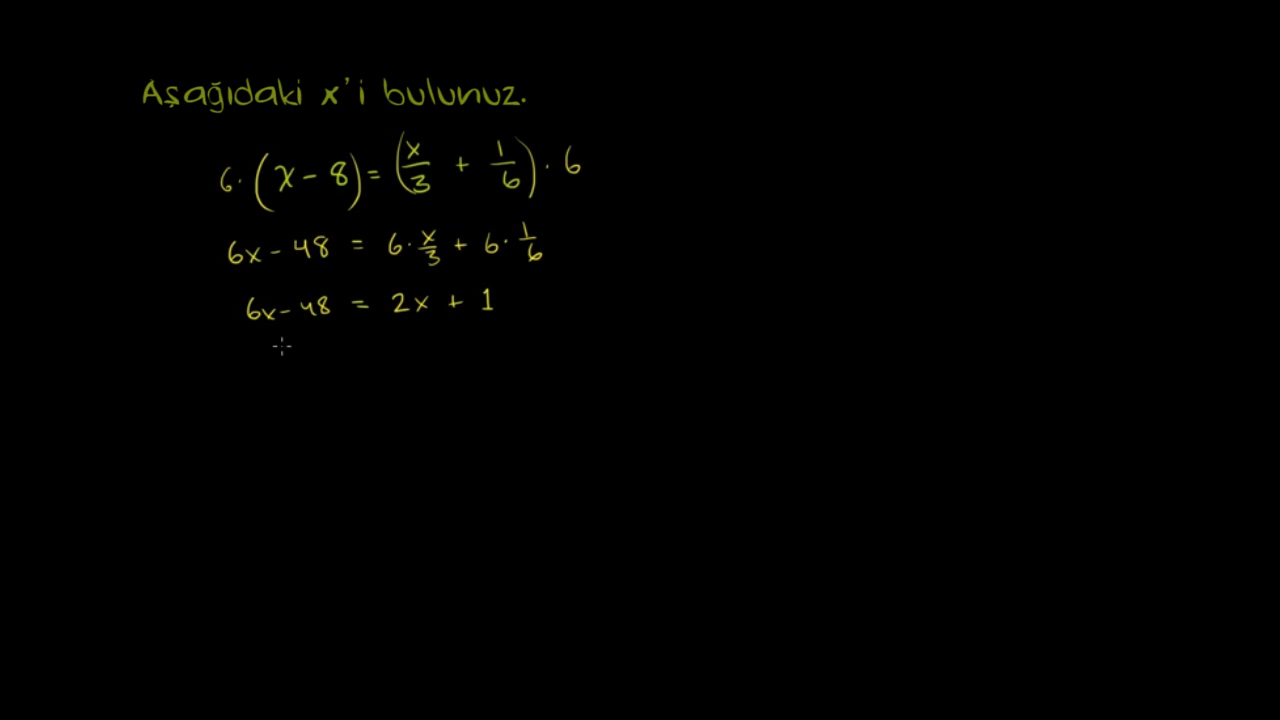 Aşağıdaki x'i bulunuz.
6·(x - 8) = (x/3 + 1/6)·6
6x - 48 = 6·x/3 + 6·1/6
6x - 48 = 2x + 1